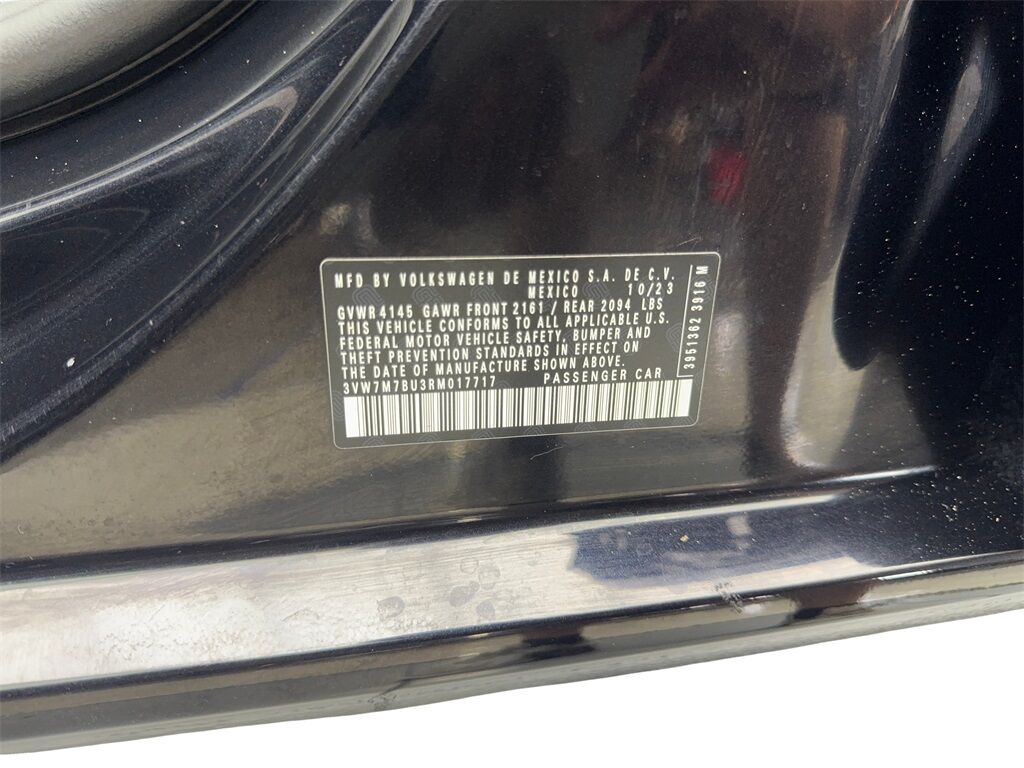 MFD BY VOLKSWAGEN DE MEXICO S.A. DE C.V.
MEXICO 10/23
GVWR 4145 GAWR FRONT 2161 / REAR 2094 LBS
THIS VEHICLE CONFORMS TO ALL APPLICABLE U.S.
FEDERAL MOTOR VEHICLE SAFETY, BUMPER AND
THEFT PREVENTION STANDARDS IN EFFECT ON
THE DATE OF MANUFACTURE SHOWN ABOVE.
3VW7M7BU3RM017717 PASSENGER CAR
3951362 3916 M